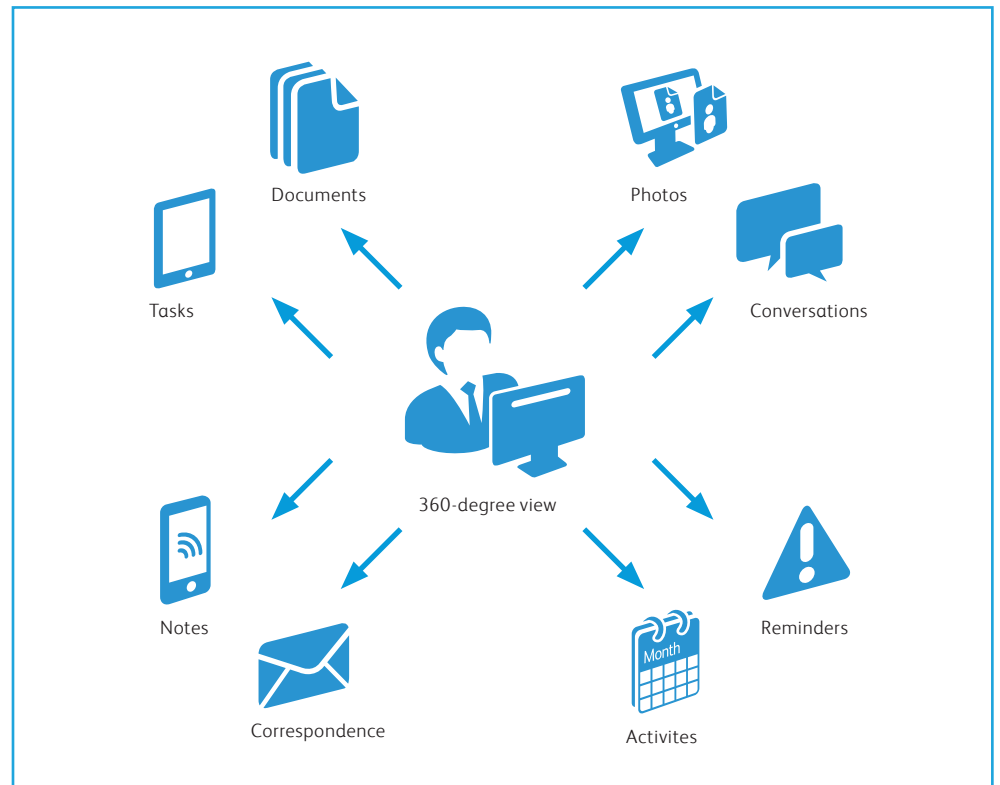 Documents
Photos
Tasks
Conversations
360-degree view
Notes
Reminders
Month
Correspondence
Activites